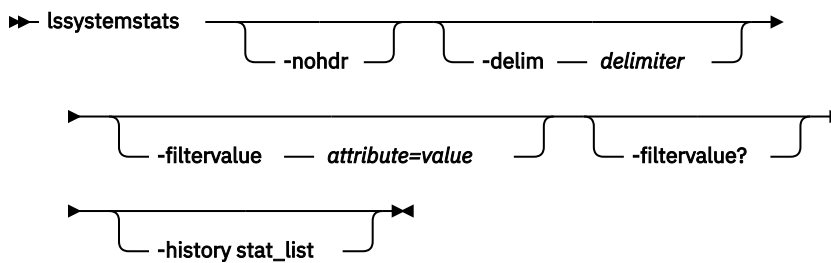 lssystemstats
-nohdr -delim delimiter
-filtervalue attribute=value -filtervalue?
-history stat_list